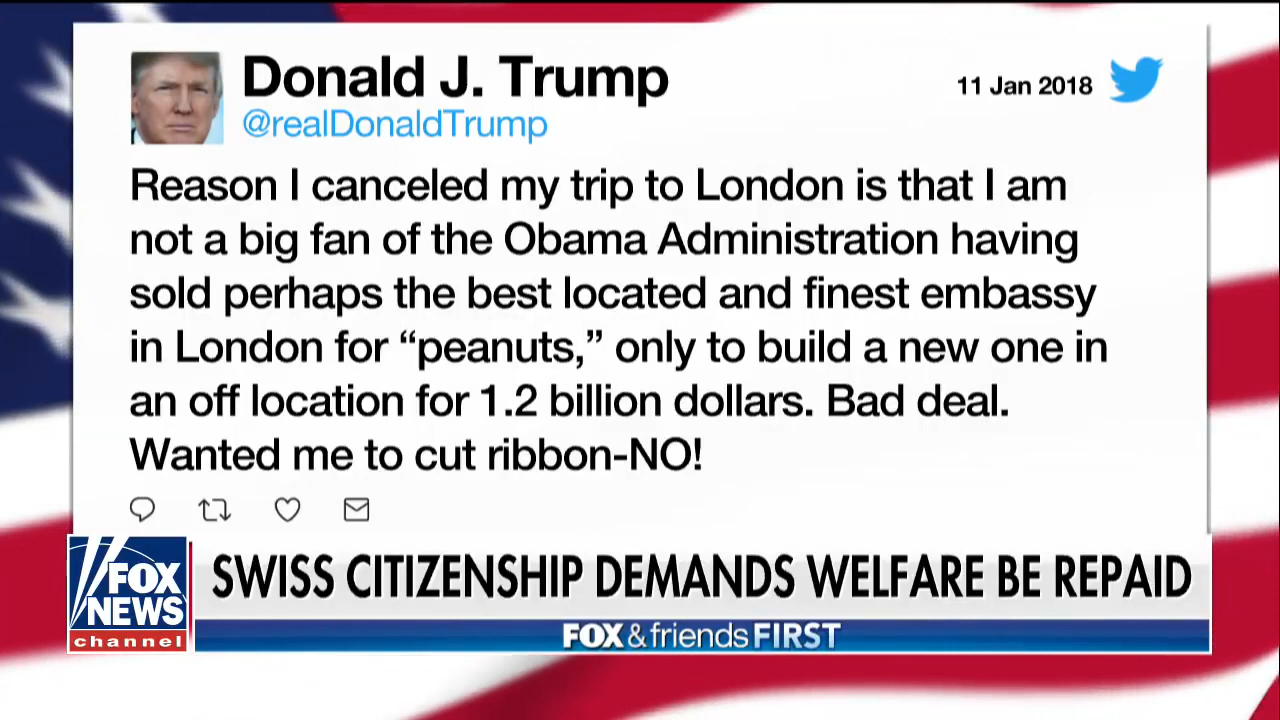 Donald J. Trump
@realDonaldTrump
11 Jan 2018
Reason I canceled my trip to London is that I am
not a big fan of the Obama Administration having
sold perhaps the best located and finest embassy
in London for “peanuts,” only to build a new one in
an off location for 1.2 billion dollars. Bad deal.
Wanted me to cut ribbon-NO!
FOX
NEWS
channel
SWISS CITIZENSHIP DEMANDS WELFARE BE REPAID
FOX & friends FIRST